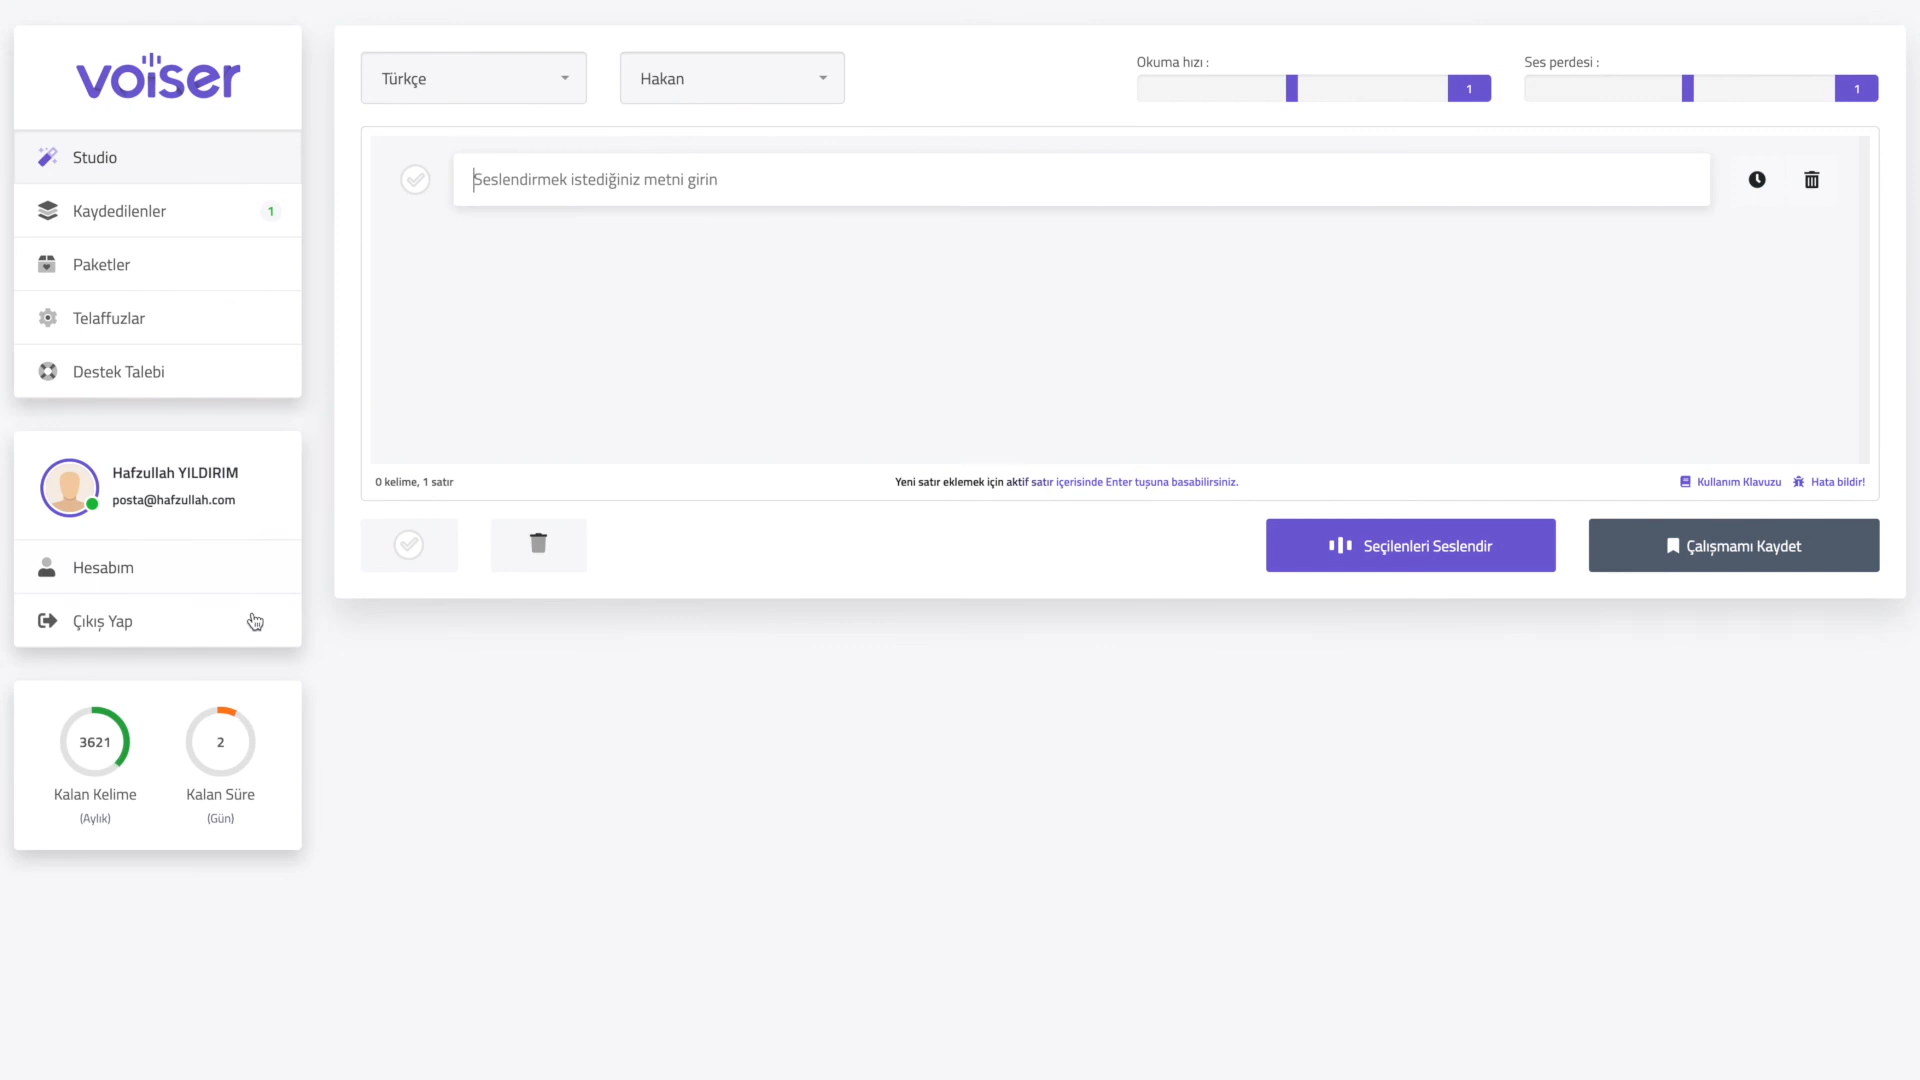 voiser
Studio
Kaydedilenler 1
Paketler
Telaffuzlar
Destek Talebi
Hafzullah YILDIRIM
posta@hafzullah.com
Hesabım
Çıkış Yap
3621
Kalan Kelime
(Aylık)
2
Kalan Süre
(Gün)
Türkçe
Hakan
Okuma hızı :
1
Ses perdesi :
1
Seslendirmek istediğiniz metni girin
0 kelime, 1 satır
Yeni satır eklemek için aktif satır içerisinde Enter tuşuna basabilirsiniz.
Kullanım Klavuzu
Hata bildir!
Seçilenleri Seslendir
Çalışmamı Kaydet